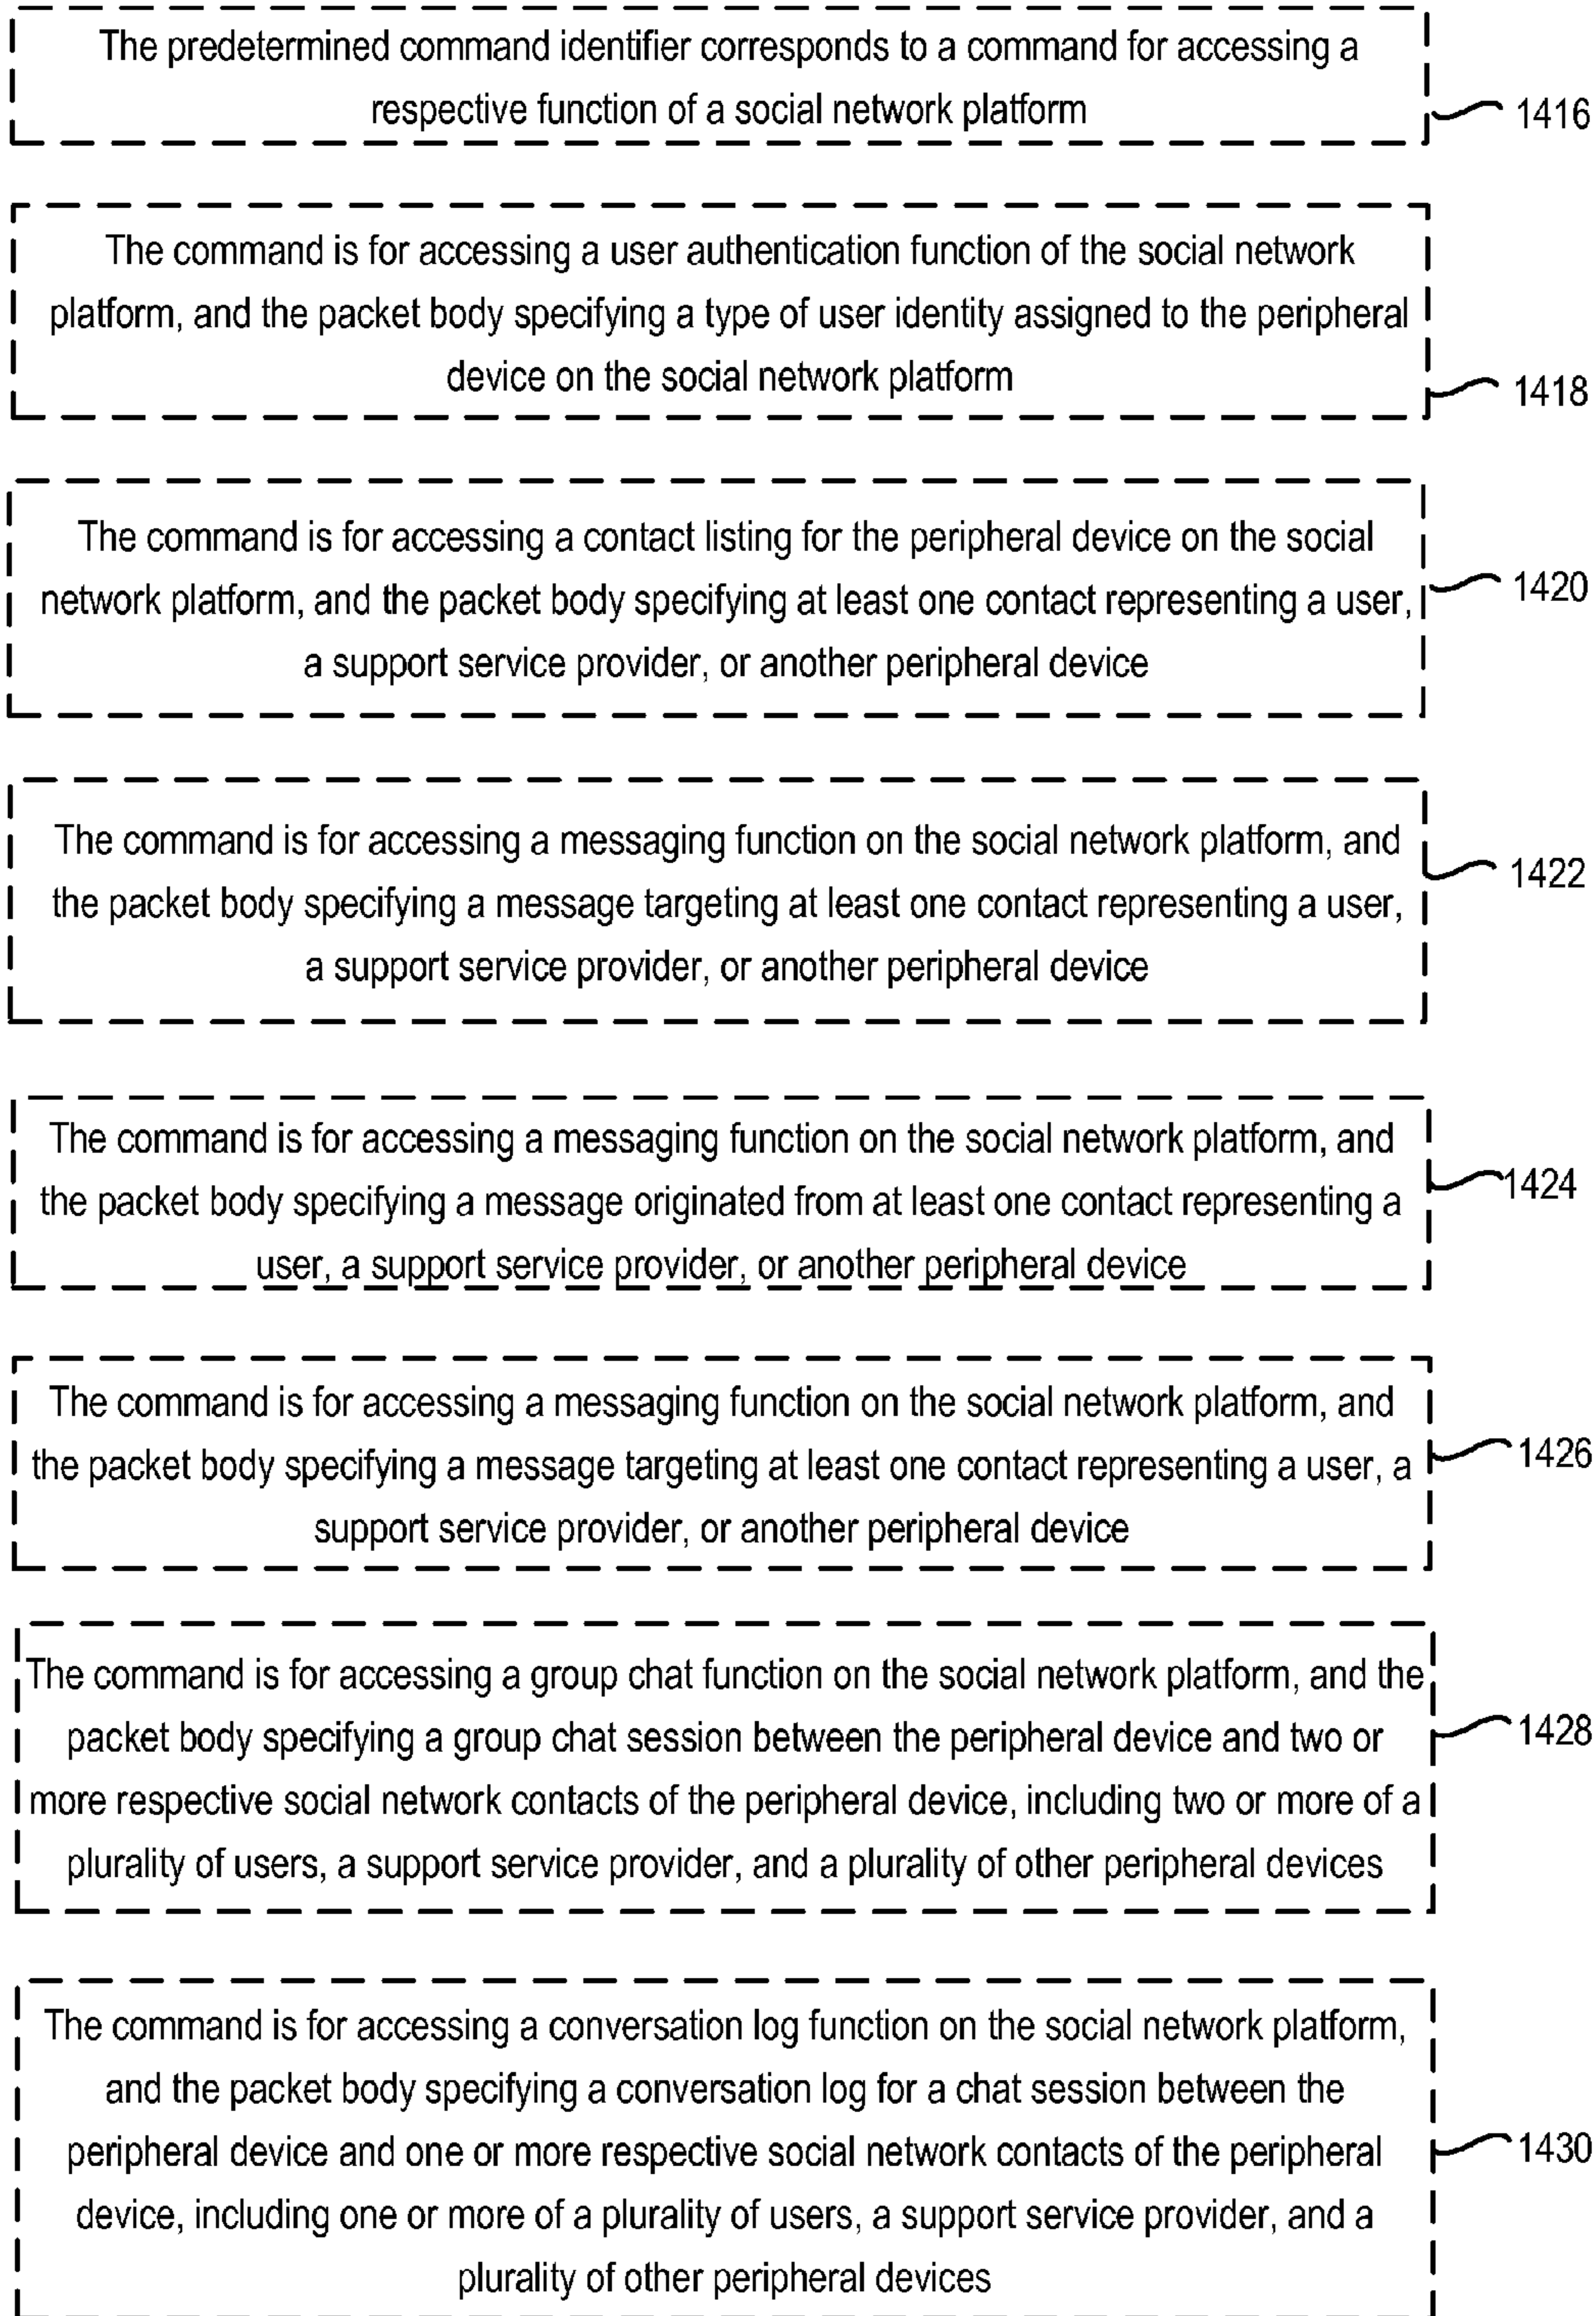 The predetermined command identifier corresponds to a command for accessing a
respective function of a social network platform
1416
The command is for accessing a user authentication function of the social network
platform, and the packet body specifying a type of user identity assigned to the peripheral
device on the social network platform
1418
The command is for accessing a contact listing for the peripheral device on the social
network platform, and the packet body specifying at least one contact representing a user,
a support service provider, or another peripheral device
1420
The command is for accessing a messaging function on the social network platform, and
the packet body specifying a message targeting at least one contact representing a user,
a support service provider, or another peripheral device
1422
The command is for accessing a messaging function on the social network platform, and
the packet body specifying a message originated from at least one contact representing a
user, a support service provider, or another peripheral device
1424
The command is for accessing a messaging function on the social network platform, and
the packet body specifying a message targeting at least one contact representing a user, a
support service provider, or another peripheral device
1426
The command is for accessing a group chat function on the social network platform, and the
packet body specifying a group chat session between the peripheral device and two or
more respective social network contacts of the peripheral device, including two or more of a
plurality of users, a support service provider, and a plurality of other peripheral devices
1428
The command is for accessing a conversation log function on the social network platform,
and the packet body specifying a conversation log for a chat session between the
peripheral device and one or more respective social network contacts of the peripheral
device, including one or more of a plurality of users, a support service provider, and a
plurality of other peripheral devices
1430